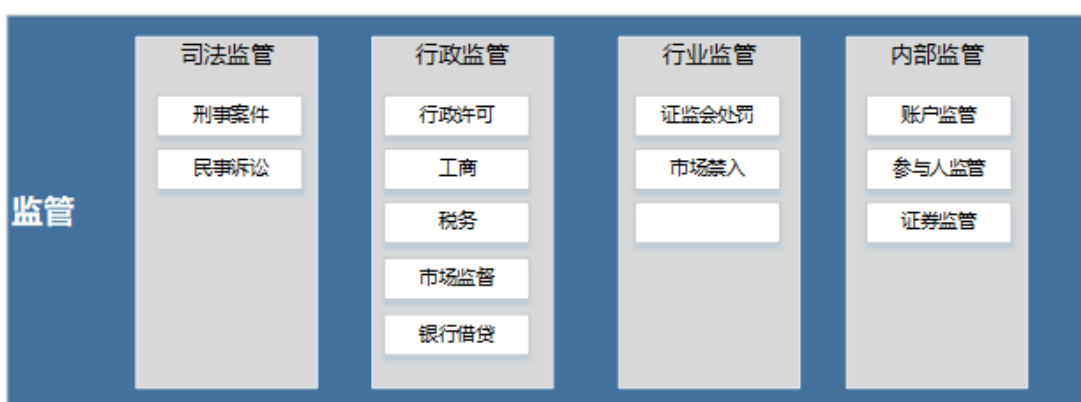 监管
司法监管
刑事案件
民事诉讼
行政监管
行政许可
工商
税务
市场监督
银行借贷
行业监管
证监会处罚
市场禁入
内部监管
账户监管
参与人监管
证券监管